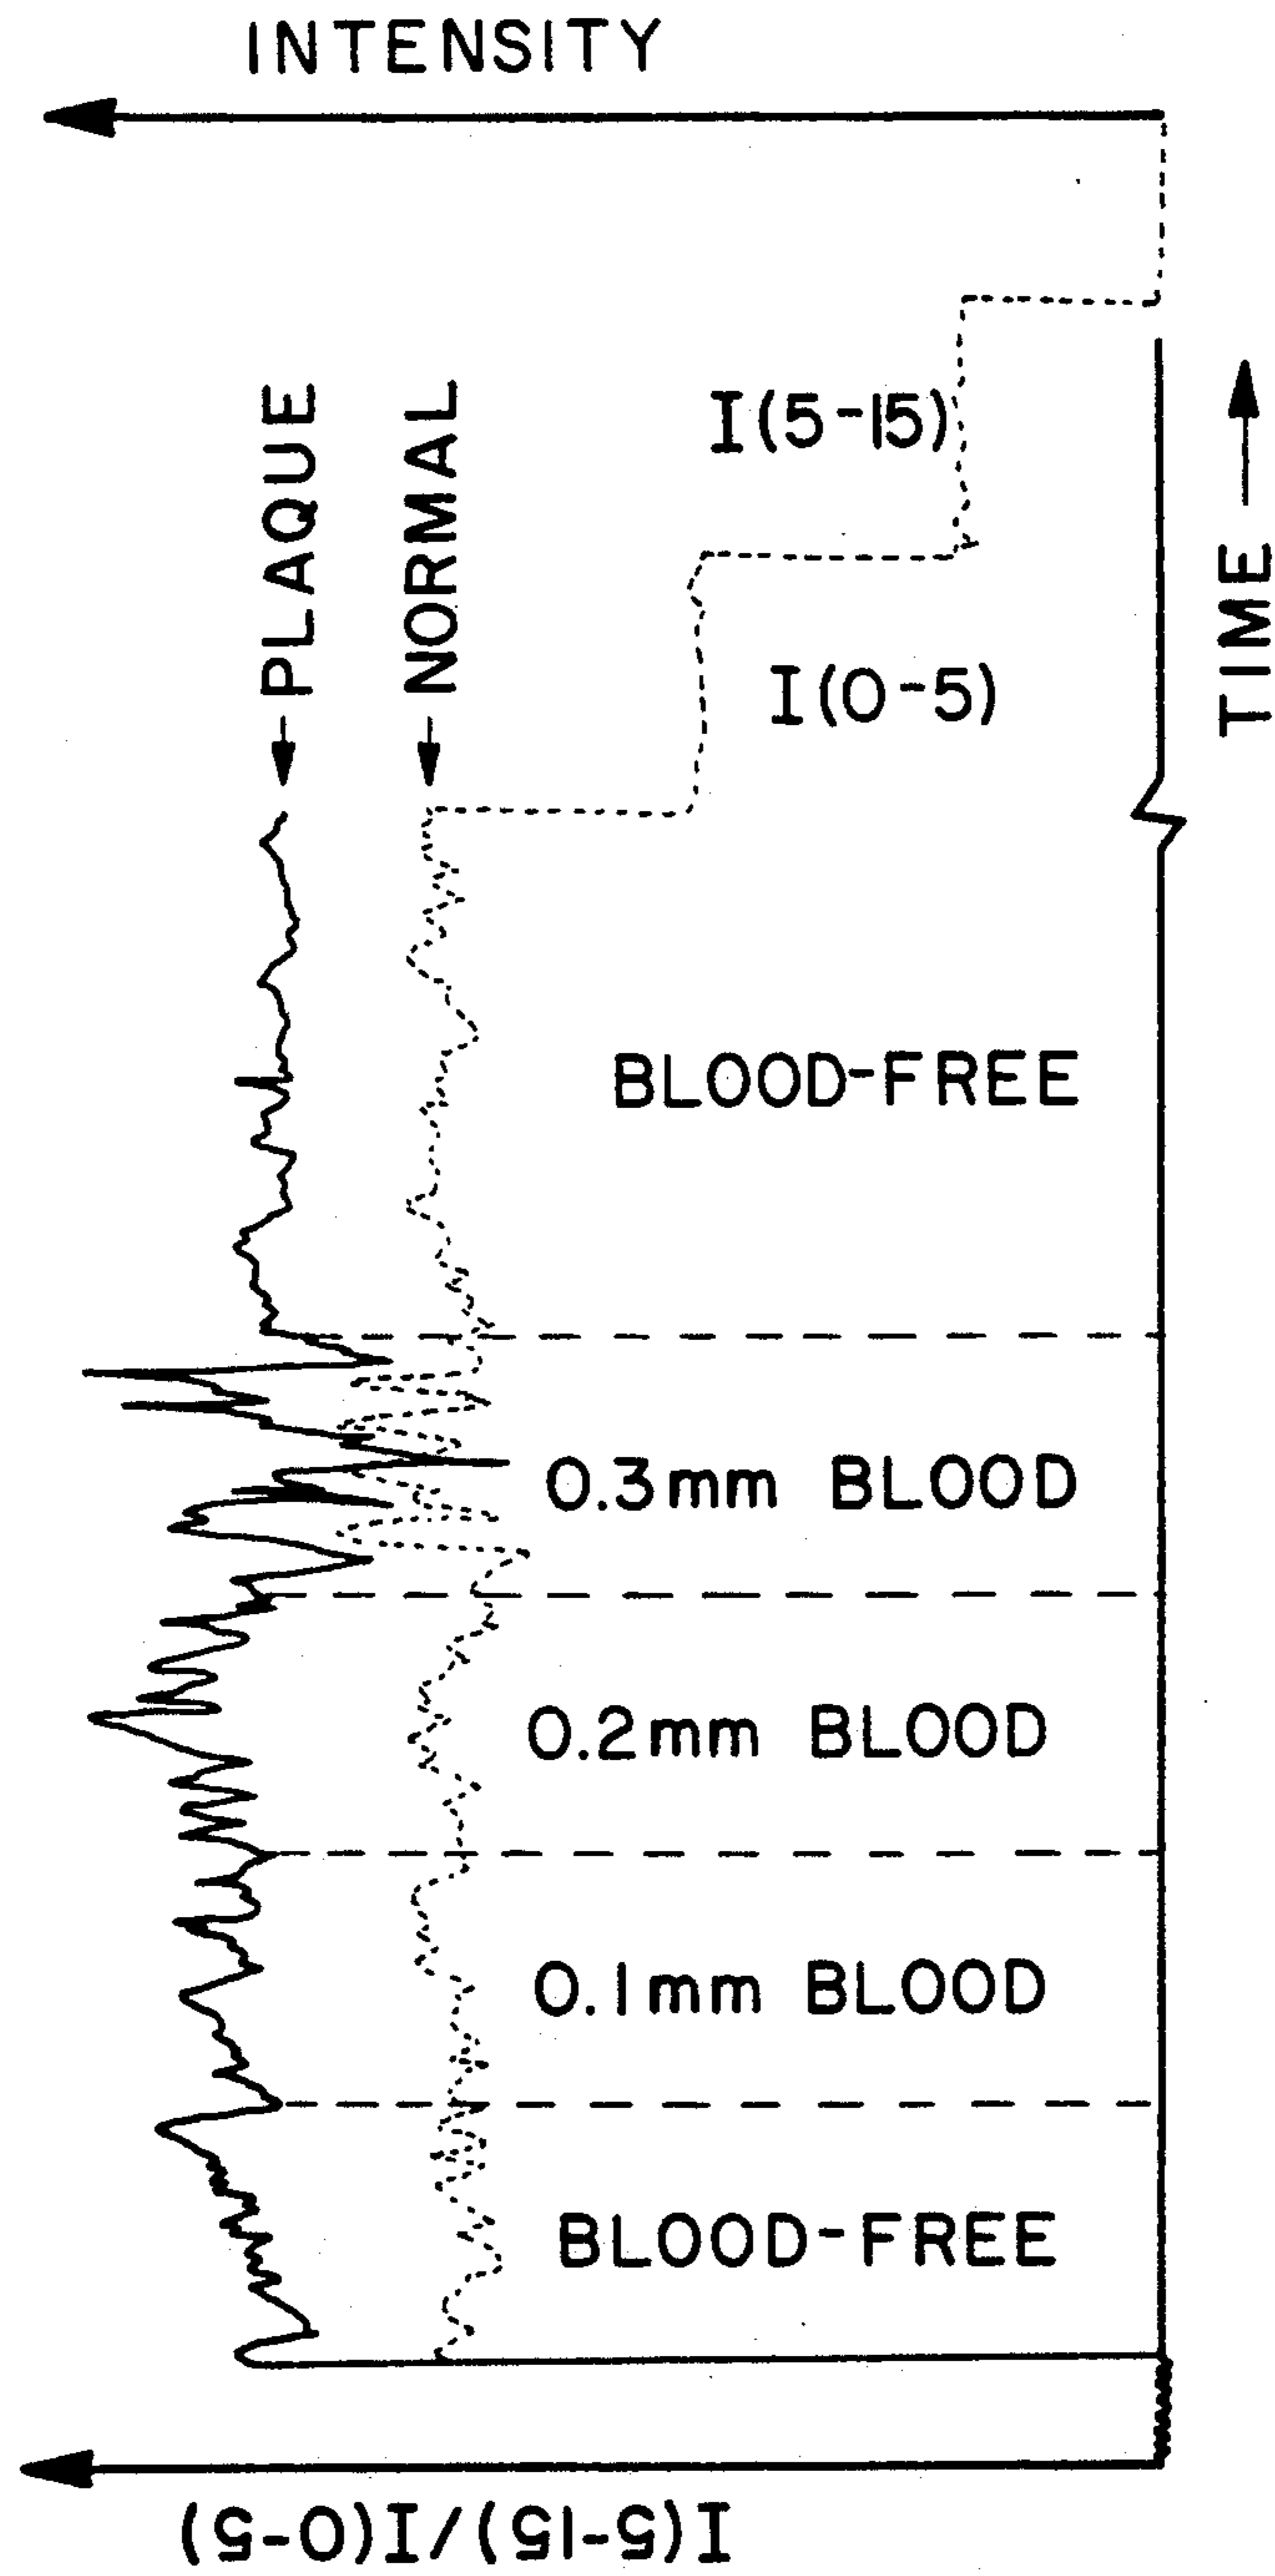 INTENSITY
I(5-15)
PLAQUE
NORMAL
TIME
I(0-5)
BLOOD-FREE
0.3mm BLOOD
0.2mm BLOOD
0.1mm BLOOD
BLOOD-FREE
I(5-15)/I(0-5)